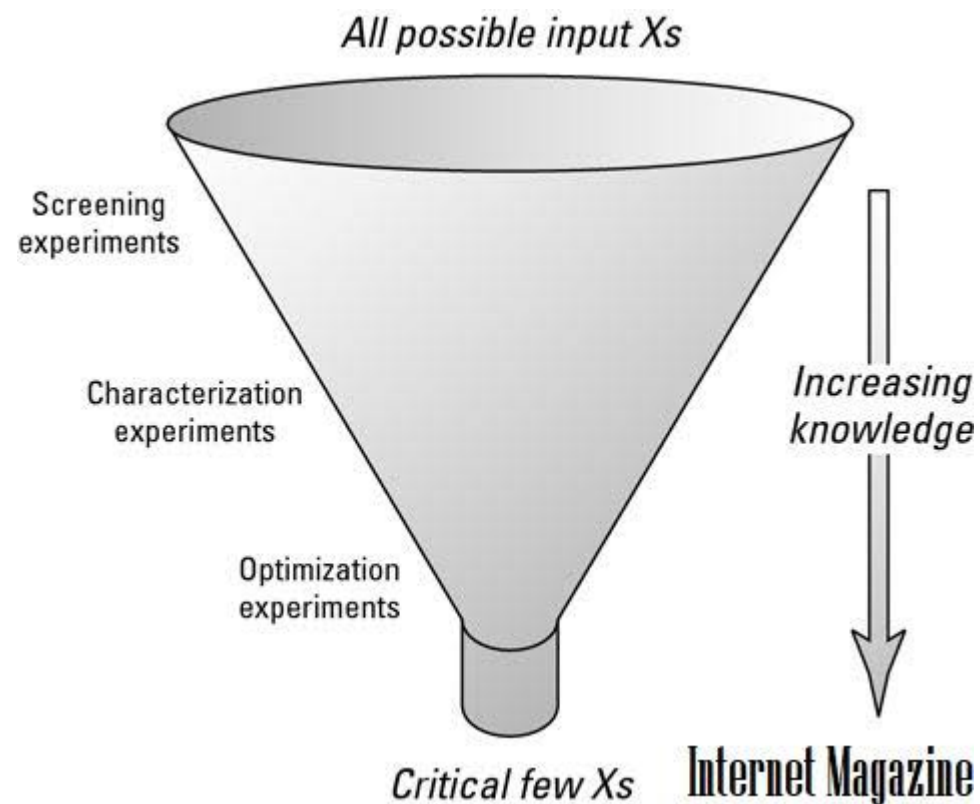 All possible input Xs
Screening
experiments
Characterization
experiments
Increasing
knowledge
Optimization
experiments
Critical few Xs
Internet Magazine